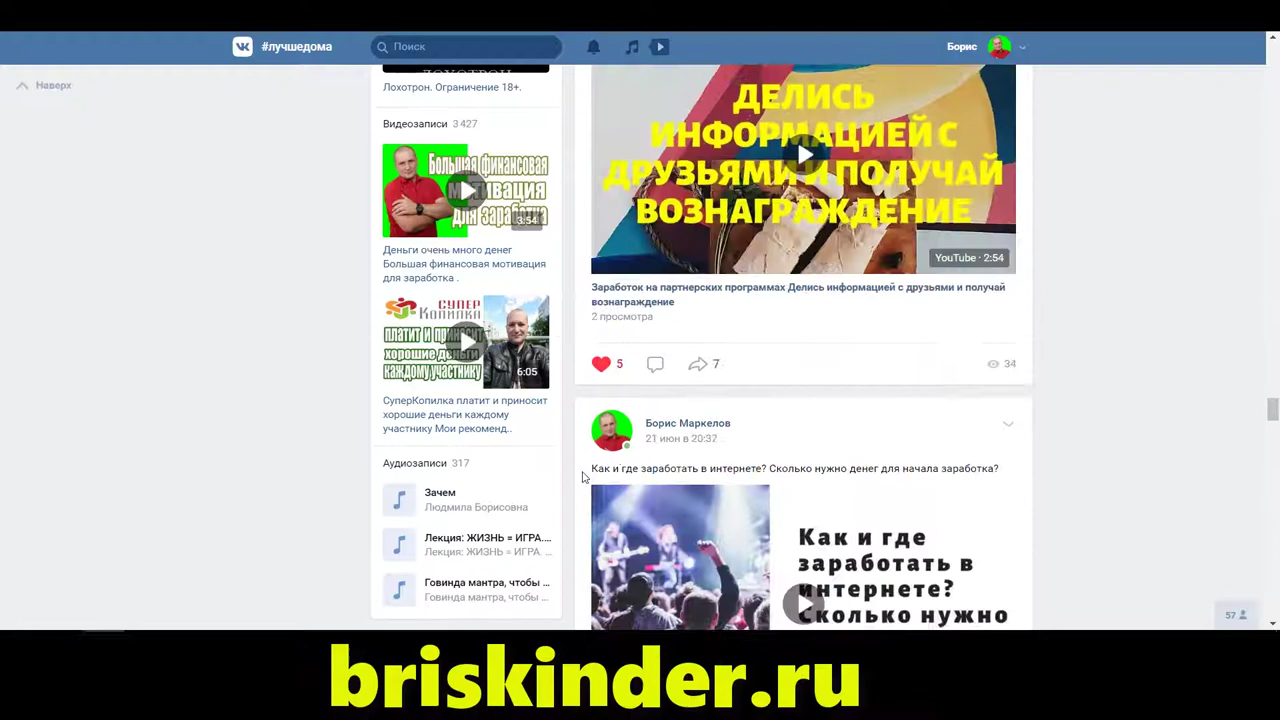 #лучшедома
Поиск
Борис
Наверх
Лохотрон. Ограничение 18+.
Видеозаписи 3 427
Большая финансовая
мотивация
для заработка
3:54
Деньги очень много денег
Большая финансовая мотивация
для заработка .
СУПЕР
КОПИЛКА
платит и приносит
хорошие деньги
каждому участнику
6:05
СуперКопилка платит и приносит
хорошие деньги каждому
участнику Мои рекоменд..
Аудиозаписи 317
Зачем
Людмила Борисовна
Лекция: ЖИЗНЬ = ИГРА....
Лекция: ЖИЗНЬ = ИГРА. ...
Говинда мантра, чтобы ...
Говинда мантра, чтобы ...
ДЕЛИСЬ
ИНФОРМАЦИЕЙ С
ДРУЗЬЯМИ И ПОЛУЧАЙ
ВОЗНАГРАЖДЕНИЕ
YouTube · 2:54
Заработок на партнерских программах Делись информацией с друзьями и получай
вознаграждение
2 просмотра
5
7
34
Борис Маркелов
21 июн в 20:37
Как и где заработать в интернете? Сколько нужно денег для начала заработка?
Как и где
заработать в
интернете?
Сколько нужно
57
briskinder.ru